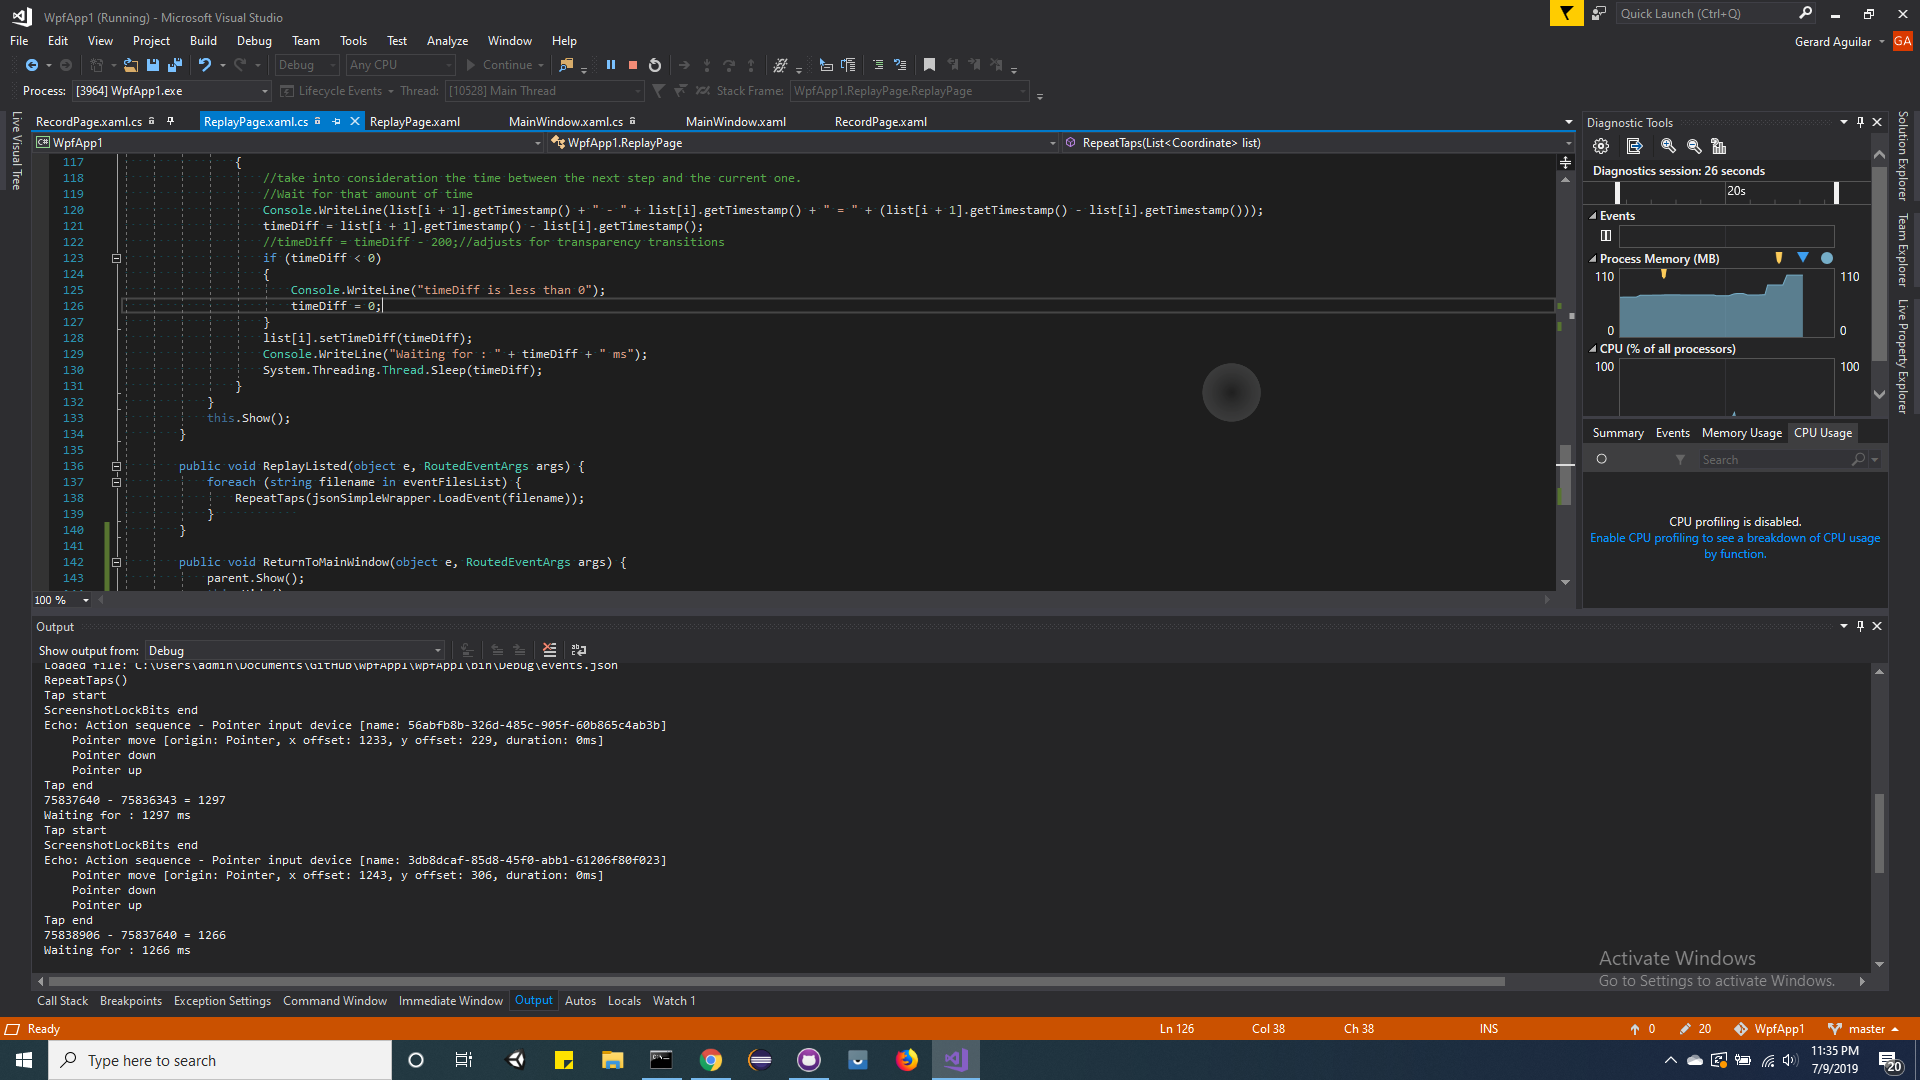 WpfApp1 (Running) - Microsoft Visual Studio
Quick Launch (Ctrl+Q)
File Edit View Project Build Debug Team Tools Test Analyze Window Help
Gerard Aguilar GA
Debug Any CPU Continue
Process: [3964] WpfApp1.exe Lifecycle Events Thread: [10528] Main Thread Stack Frame: WpfApp1.ReplayPage.ReplayPage
Live Visual Tree
RecordPage.xaml.cs ReplayPage.xaml.cs ReplayPage.xaml MainWindow.xaml.cs MainWindow.xaml RecordPage.xaml
WpfApp1 WpfApp1.ReplayPage RepeatTaps(List<Coordinate> list)
117 {
118 //take into consideration the time between the next step and the current one.
119 //Wait for that amount of time
120 Console.WriteLine(list[i + 1].getTimestamp() + " - " + list[i].getTimestamp() + " = " + (list[i + 1].getTimestamp() - list[i].getTimestamp()));
121 timeDiff = list[i + 1].getTimestamp() - list[i].getTimestamp();
122 //timeDiff = timeDiff - 200;//adjusts for transparency transitions
123 if (timeDiff < 0)
124 {
125 Console.WriteLine("timeDiff is less than 0");
126 timeDiff = 0;
127 }
128 list[i].setTimeDiff(timeDiff);
129 Console.WriteLine("Waiting for : " + timeDiff + " ms");
130 System.Threading.Thread.Sleep(timeDiff);
131 }
132 }
133 this.Show();
134 }
135
136 public void ReplayListed(object e, RoutedEventArgs args) {
137 foreach (string filename in eventFilesList) {
138 RepeatTaps(jsonSimpleWrapper.LoadEvent(filename));
139 }
140 }
141
142 public void ReturnToMainWindow(object e, RoutedEventArgs args) {
143 parent.Show();
100 %
Diagnostic Tools
Diagnostics session: 26 seconds
20s
Events
Process Memory (MB)
110 110
0 0
CPU (% of all processors)
100 100
Summary Events Memory Usage CPU Usage
Search
CPU profiling is disabled.
Enable CPU profiling to see a breakdown of CPU usage
by function.
Solution Explorer
Team Explorer
Live Property Explorer
Output
Show output from: Debug
Loaded file: C:\Users\admin\Documents\GitHub\WpfApp1\WpfApp1\bin\Debug\events.json
RepeatTaps()
Tap start
ScreenshotLockBits end
Echo: Action sequence - Pointer input device [name: 56abfb8b-326d-485c-905f-60b865c4ab3b]
Pointer move [origin: Pointer, x offset: 1233, y offset: 229, duration: 0ms]
Pointer down
Pointer up
Tap end
75837640 - 75836343 = 1297
Waiting for : 1297 ms
Tap start
ScreenshotLockBits end
Echo: Action sequence - Pointer input device [name: 3db8dcaf-85d8-45f0-abb1-61206f80f023]
Pointer move [origin: Pointer, x offset: 1243, y offset: 306, duration: 0ms]
Pointer down
Pointer up
Tap end
75838906 - 75837640 = 1266
Waiting for : 1266 ms
Activate Windows
Go to Settings to activate Windows.
Call Stack Breakpoints Exception Settings Command Window Immediate Window Output Autos Locals Watch 1
Ready Ln 126 Col 38 Ch 38 INS 0 20 WpfApp1 master
Type here to search
11:35 PM
7/9/2019
20